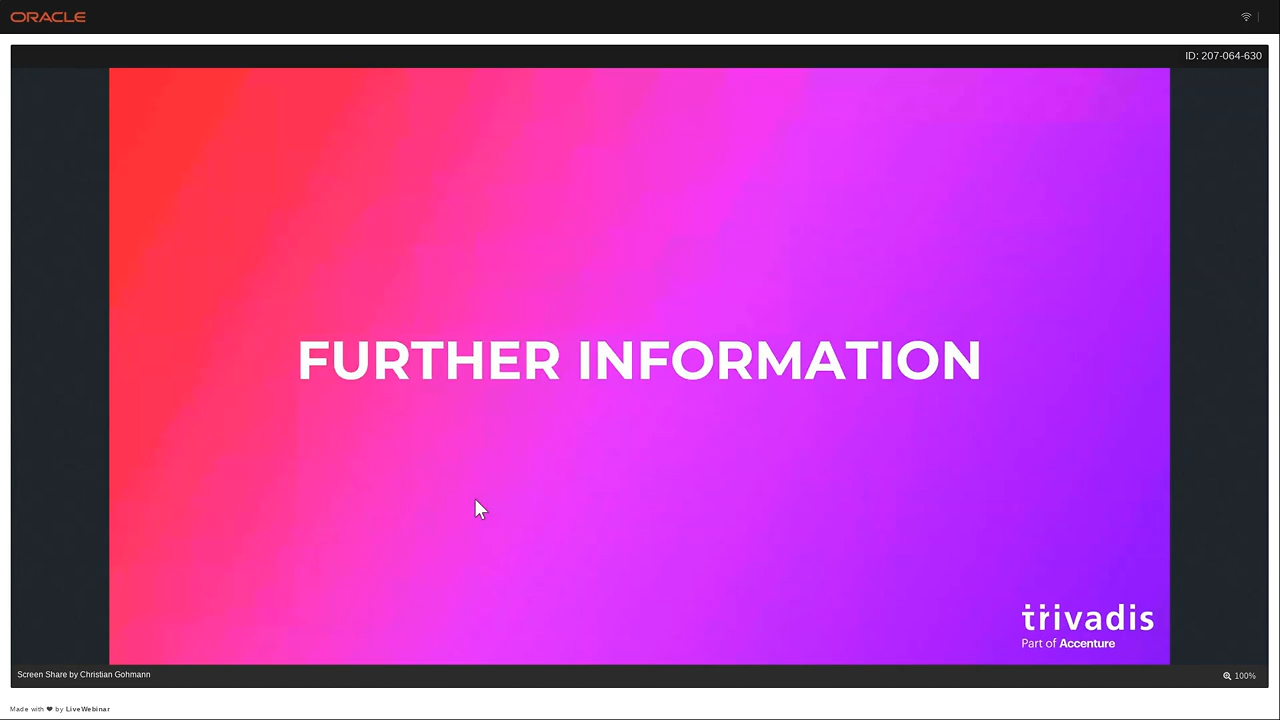 ORACLE
ID: 207-064-630
FURTHER INFORMATION
trivadis
Part of Accenture
Screen Share by Christian Gohmann
100%
Made with ❤ by LiveWebinar